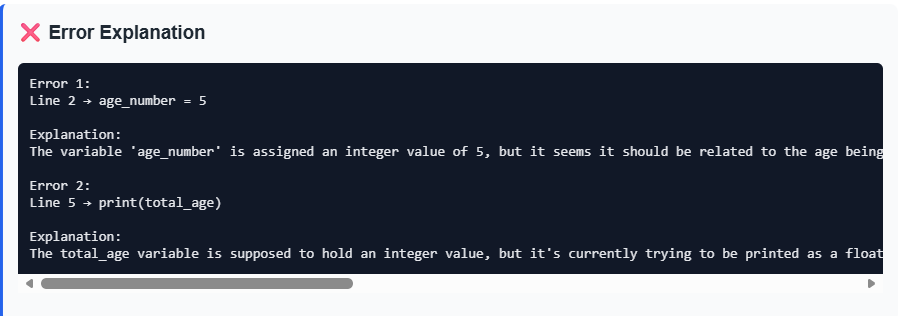 ❌ Error Explanation
Error 1:
Line 2 → age_number = 5
Explanation:
The variable 'age_number' is assigned an integer value of 5, but it seems it should be related to the age being
Error 2:
Line 5 → print(total_age)
Explanation:
The total_age variable is supposed to hold an integer value, but it's currently trying to be printed as a float